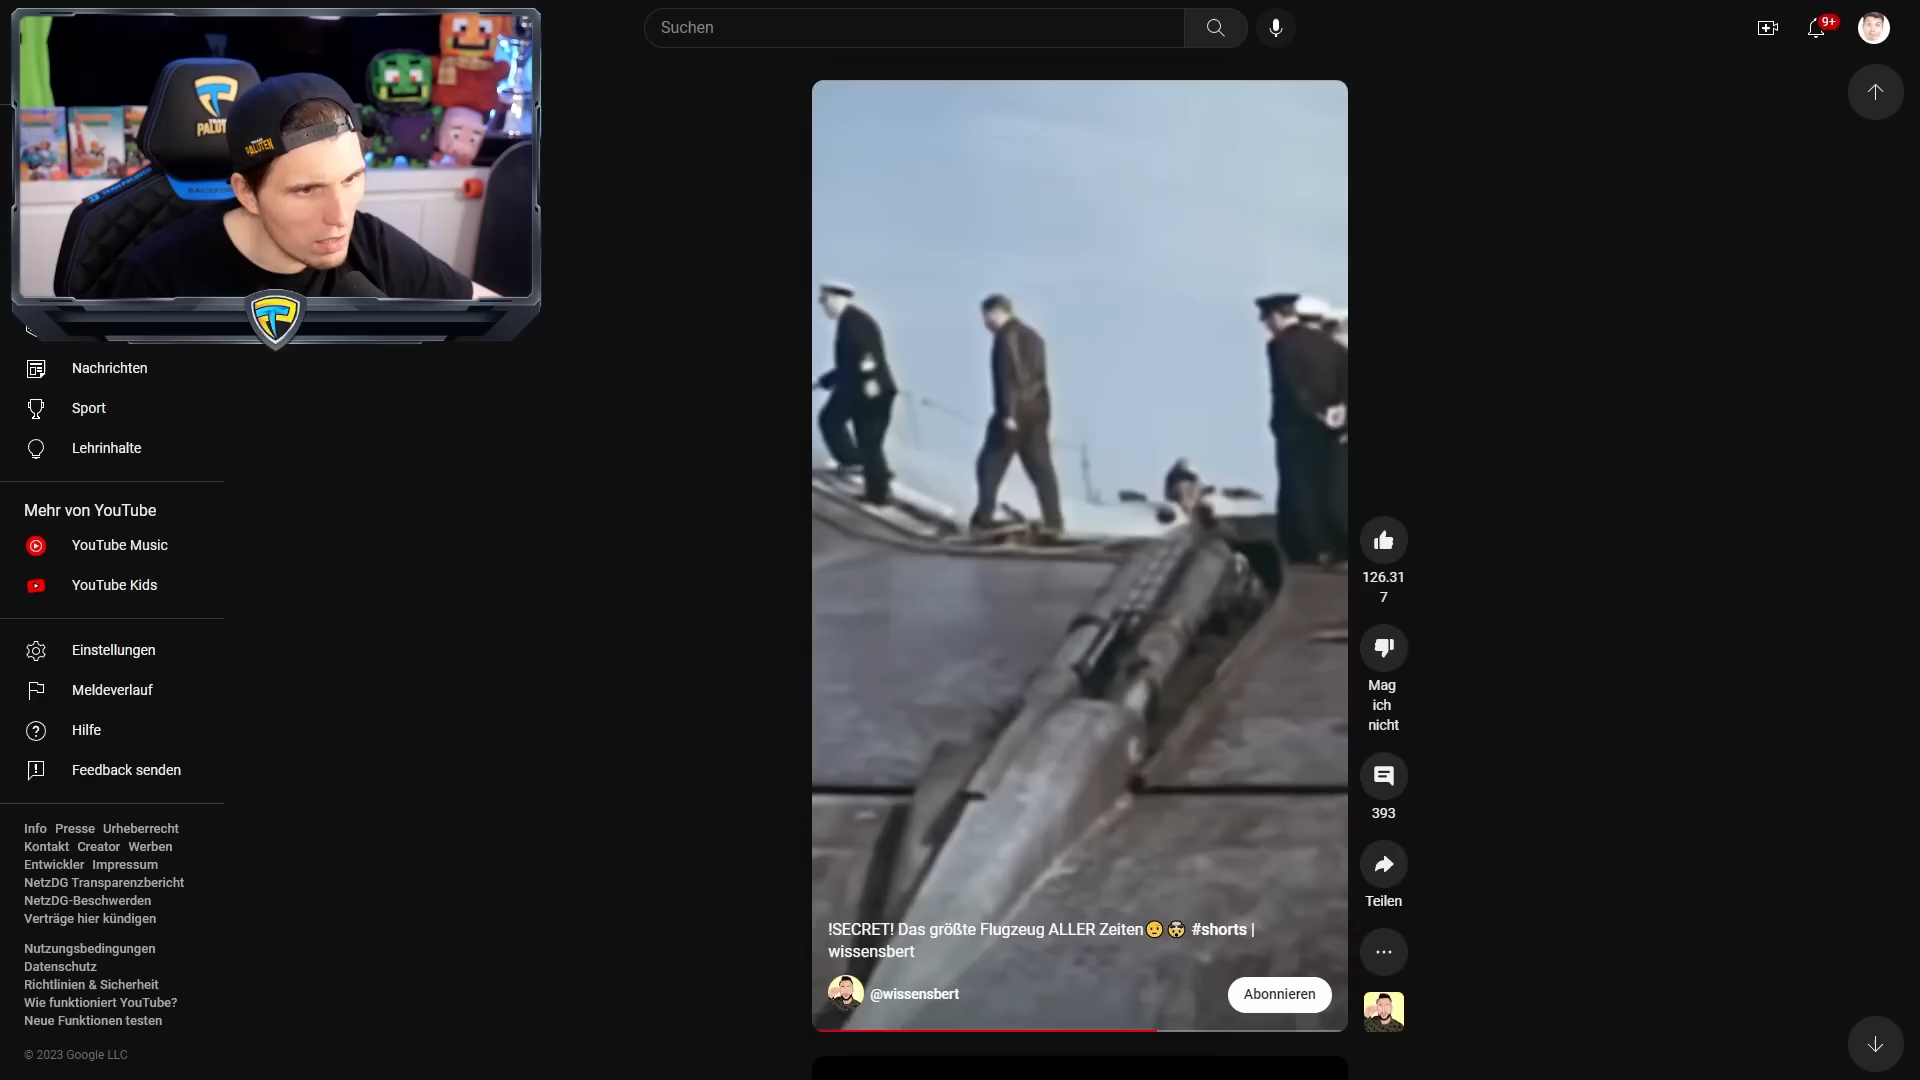 Suchen
9+
PALUTEN
Nachrichten
Sport
Lehrinhalte
Mehr von YouTube
YouTube Music
YouTube Kids
Einstellungen
Meldeverlauf
Hilfe
Feedback senden
Info Presse Urheberrecht
Kontakt Creator Werben
Entwickler Impressum
NetzDG Transparenzbericht
NetzDG-Beschwerden
Verträge hier kündigen
Nutzungsbedingungen
Datenschutz
Richtlinien & Sicherheit
Wie funktioniert YouTube?
Neue Funktionen testen
© 2023 Google LLC
!SECRET! Das größte Flugzeug ALLER Zeiten😕🤯 #shorts |
wissensbert
@wissensbert
Abonnieren
126.31
7
Mag
ich
nicht
393
Teilen